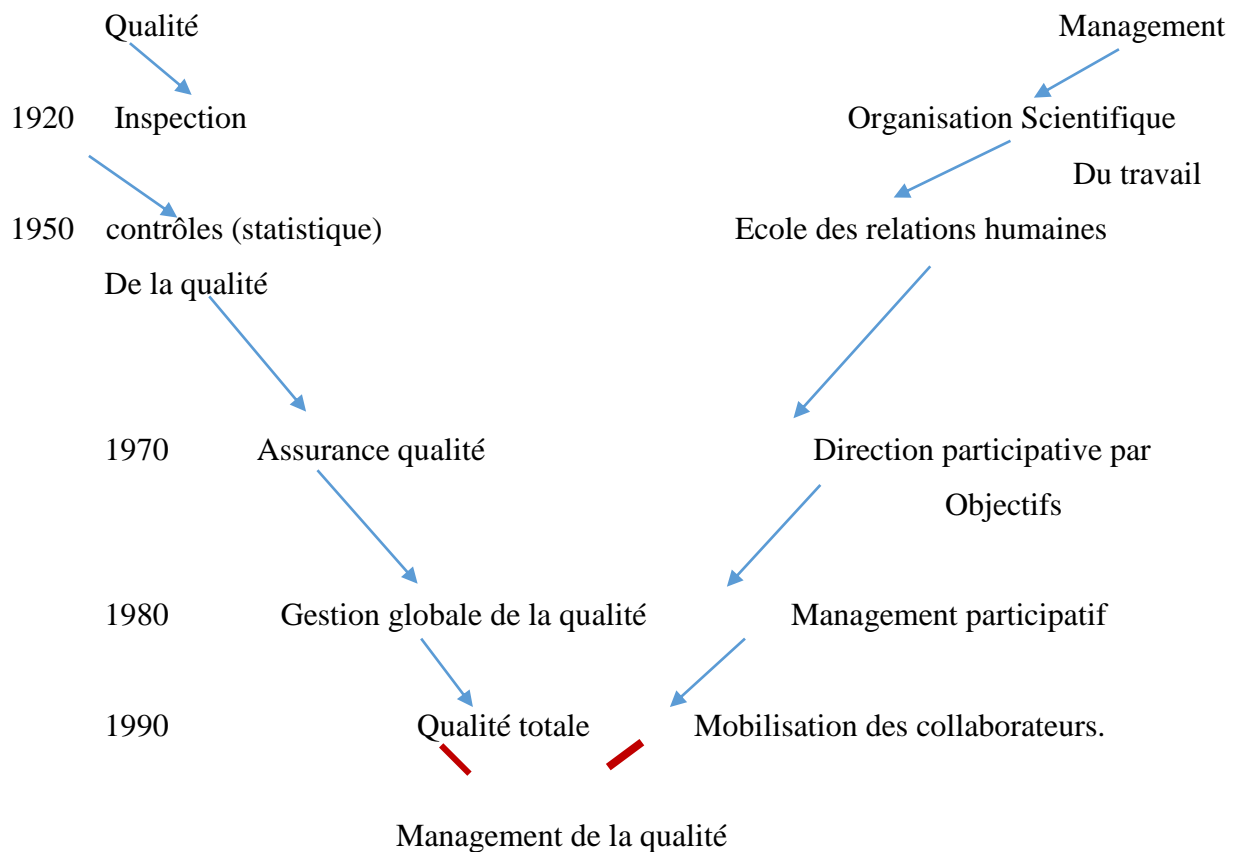 Qualité Management
1920 Inspection Organisation Scientifique
Du travail
1950 contrôles (statistique) Ecole des relations humaines
De la qualité
1970 Assurance qualité Direction participative par
Objectifs
1980 Gestion globale de la qualité Management participatif
1990 Qualité totale Mobilisation des collaborateurs.
Management de la qualité